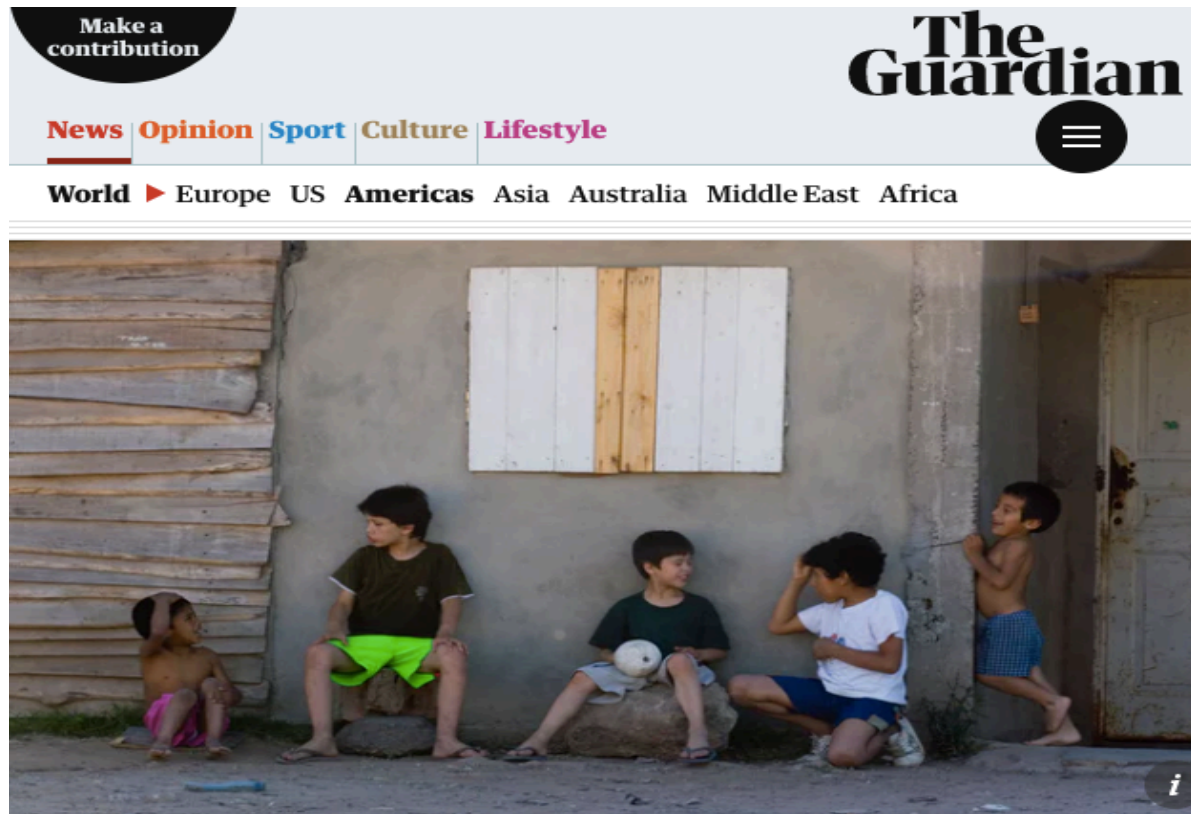 Make a
contribution
The
Guardian
News Opinion Sport Culture Lifestyle
World Europe US Americas Asia Australia Middle East Africa
i